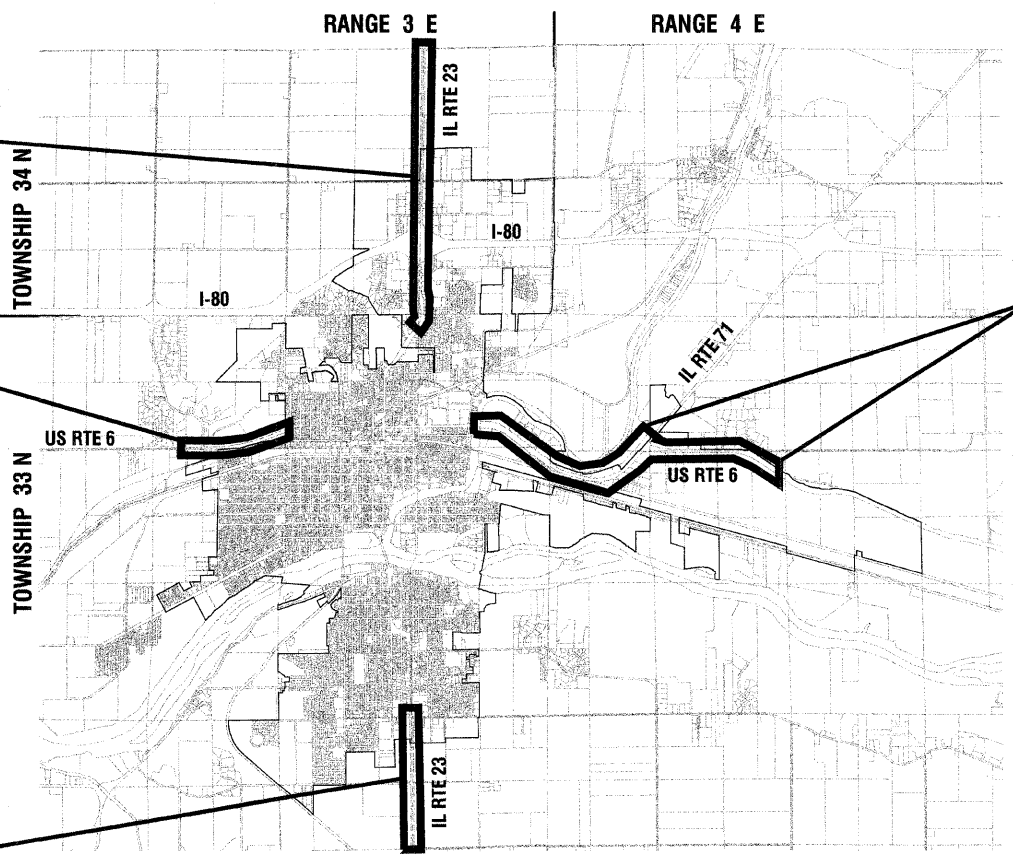 RANGE 3 E
RANGE 4 E
IL RTE 23
TOWNSHIP 34 N
I-80
I-80
IL RTE 71
US RTE 6
US RTE 6
TOWNSHIP 33 N
IL RTE 23